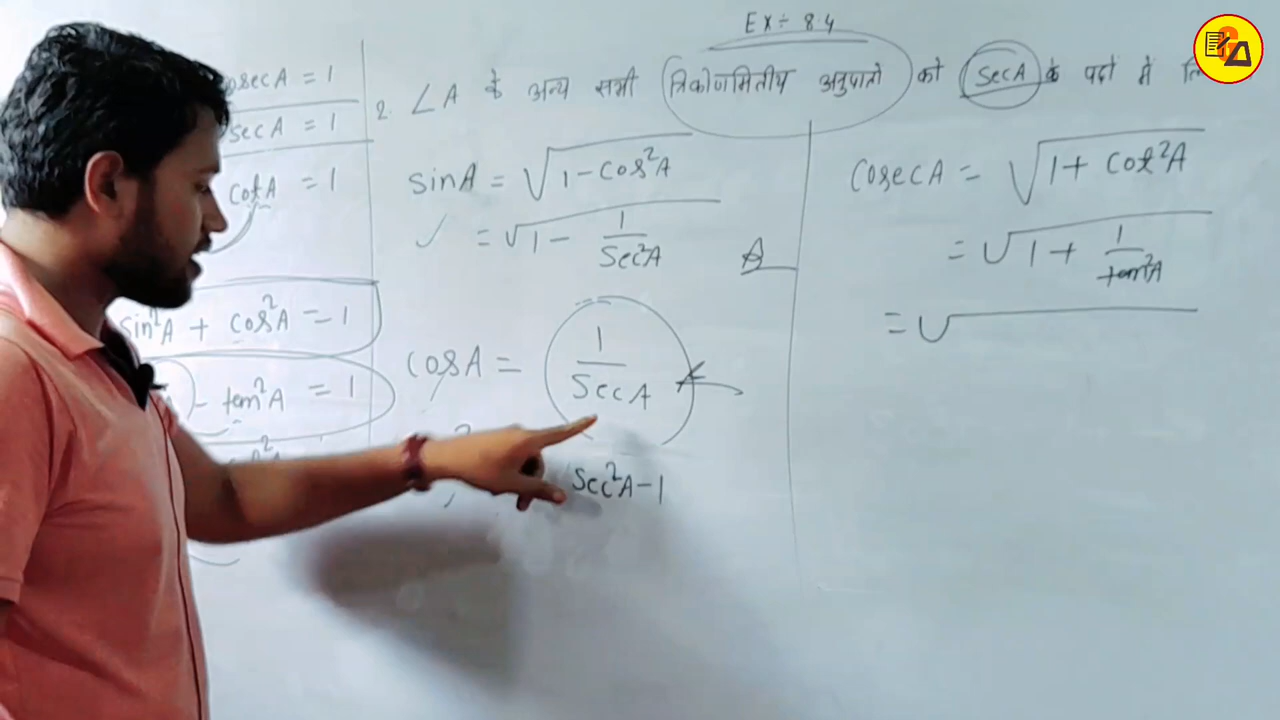 Ex ÷ 8.4
2. ∠A के अन्य सभी त्रिकोणमितीय अनुपातो को secA के पदों में
cosecA = 1
secA = 1
cotA = 1
sin²A + cos²A = 1
A - tan²A = 1
sinA = √1 - cos²A
= √1 - 1/sec²A
cosA = 1/SecA
Sec²A - 1
cosecA = √1 + cot²A
= √1 + 1/tan²A
= √